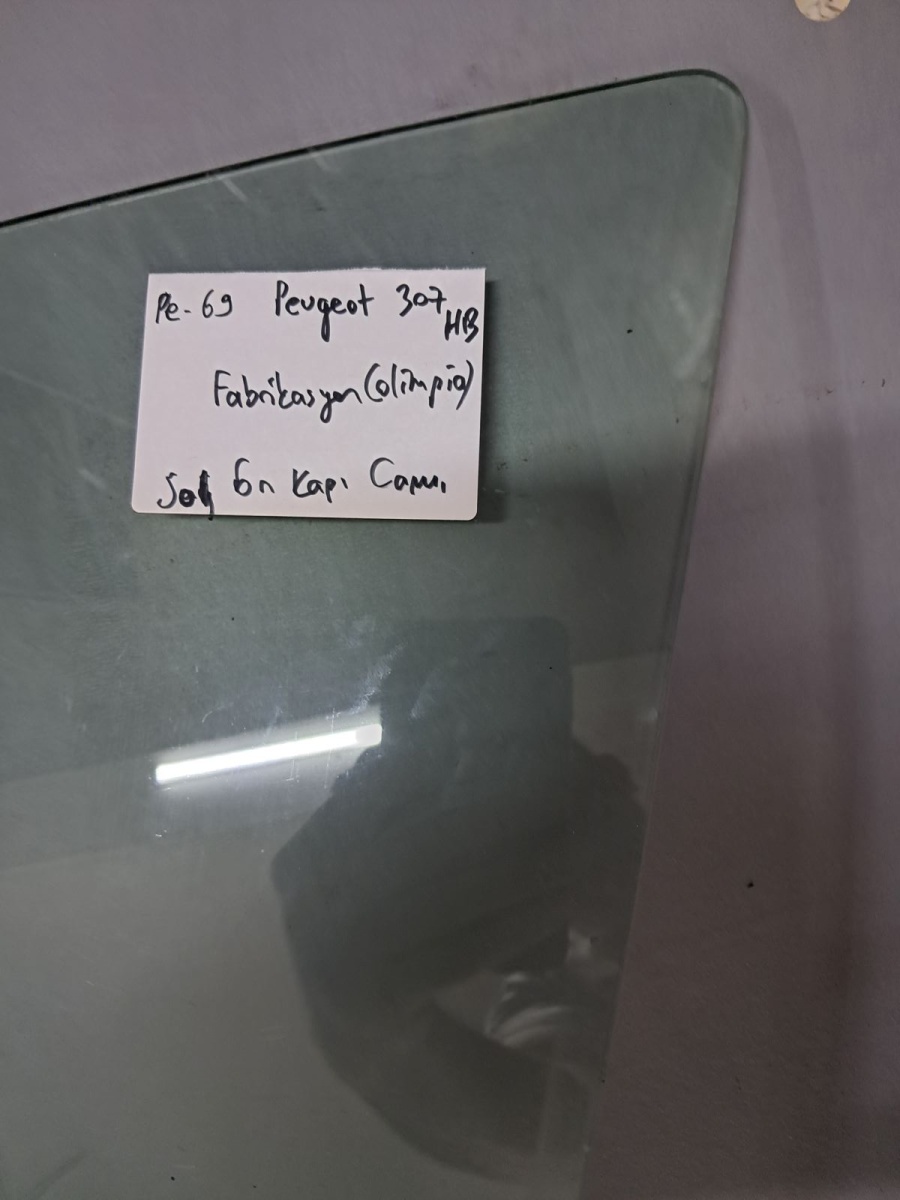 Pe-69 Peugeot 307 HB
Fabrikasyon (olimpia)
Sol Ön Kapı Camı.